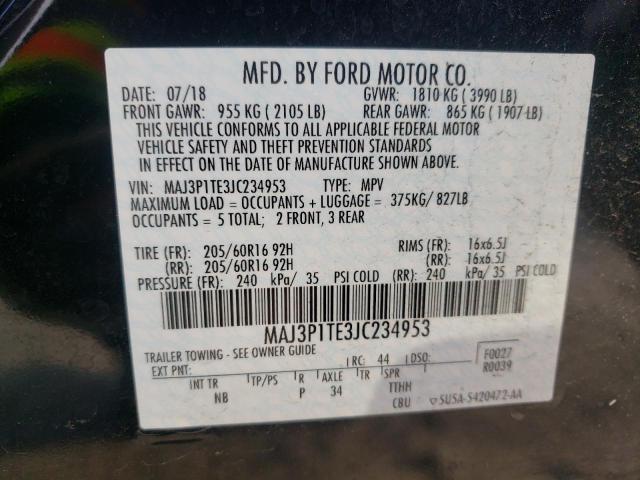 MFD. BY FORD MOTOR CO.
DATE: 07/18 GVWR: 1810 KG ( 3990 LB)
FRONT GAWR: 955 KG ( 2105 LB) REAR GAWR: 865 KG ( 1907 LB)
THIS VEHICLE CONFORMS TO ALL APPLICABLE FEDERAL MOTOR
VEHICLE SAFETY AND THEFT PREVENTION STANDARDS
IN EFFECT ON THE DATE OF MANUFACTURE SHOWN ABOVE.
VIN: MAJ3P1TE3JC234953 TYPE: MPV
MAXIMUM LOAD = OCCUPANTS + LUGGAGE = 375KG/ 827LB
OCCUPANTS = 5 TOTAL; 2 FRONT, 3 REAR
TIRE (FR): 205/60R16 92H RIMS (FR): 16x6.5J
(RR): 205/60R16 92H (RR): 16x6.5J
PRESSURE (FR): 240 kPa/ 35 PSI COLD (RR): 240 kPa/ 35 PSI COLD
MAJ3P1TE3JC234953
TRAILER TOWING - SEE OWNER GUIDE
EXT PNT: RC: 44 DSO: F0027
R0039
INT TR TP/PS R AXLE TR SPR
NB P 34 TTHH
CBU SUSA-S420472-AA